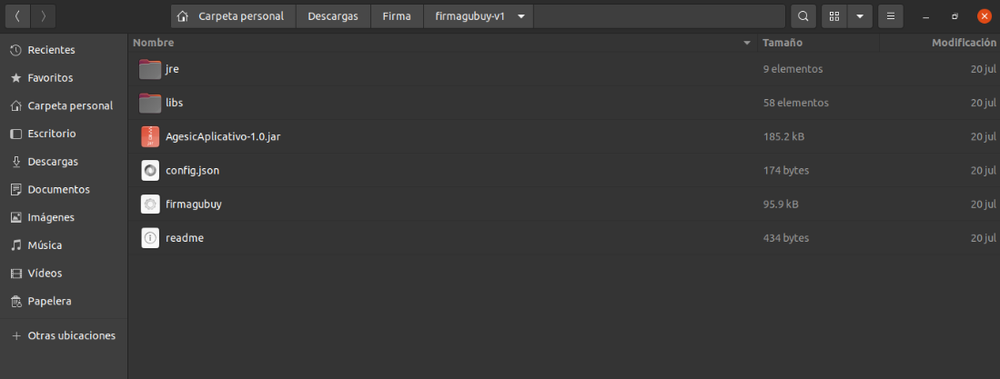 Carpeta personal Descargas Firma firmagubuy-v1
Nombre Tamaño Modificación
Recientes
Favoritos
Carpeta personal
Escritorio
Descargas
Documentos
Imágenes
Música
Vídeos
Papelera
Otras ubicaciones
jre 9 elementos 20 jul
libs 58 elementos 20 jul
AgesicAplicativo-1.0.jar 185.2 kB 20 jul
config.json 174 bytes 20 jul
firmagubuy 95.9 kB 20 jul
readme 434 bytes 20 jul